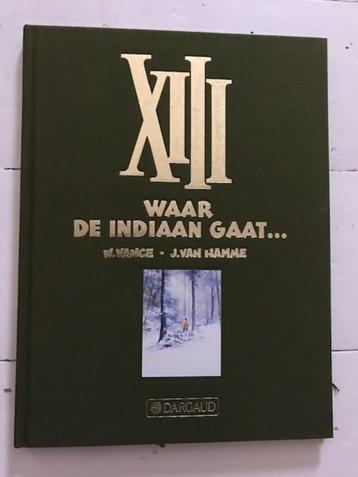 XIII
WAAR
DE INDIAAN GAAT...
W. VANCE - J. VAN HAMME
DARGAUD